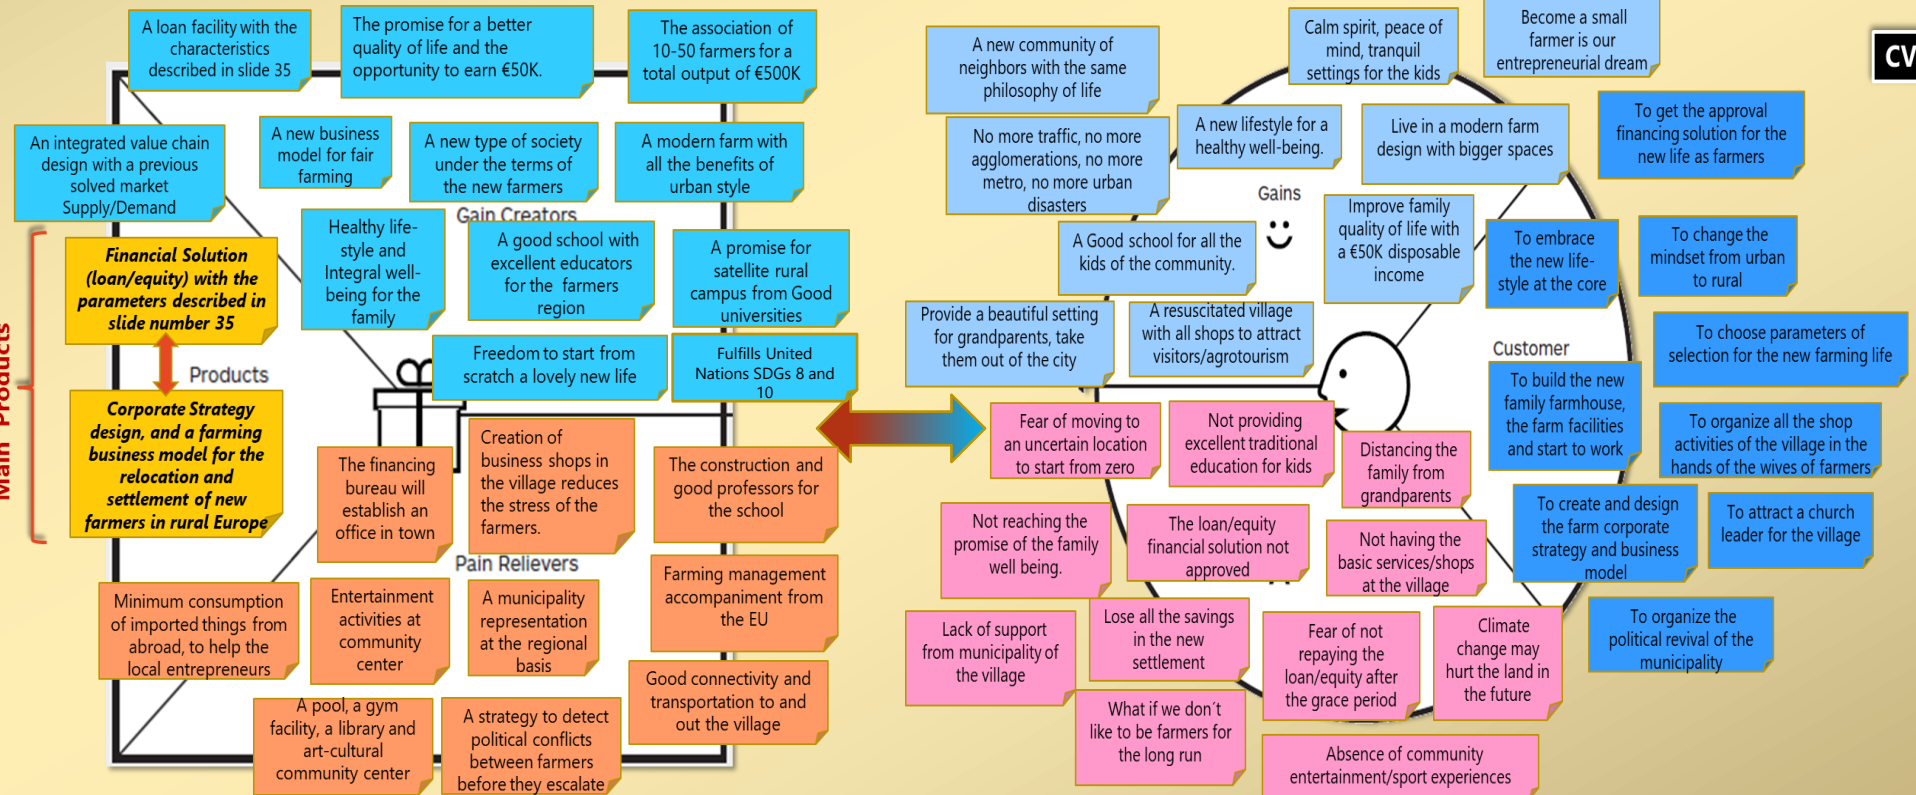 A loan facility with the
characteristics
described in slide 35
The promise for a better
quality of life and the
opportunity to earn €50K.
The association of
10-50 farmers for a
total output of €500K
An integrated value chain
design with a previous
solved market
Supply/Demand
A new business
model for fair
farming
A new type of society
under the terms of
the new farmers
A modern farm with
all the benefits of
urban style
Gain Creators
Healthy life-
style and
Integral well-
being for the
family
A good school with
excellent educators
for the farmers
region
A promise for
satellite rural
campus from Good
universities
Freedom to start from
scratch a lovely new life
Fulfills United
Nations SDGs 8 and
10
Main Products
Financial Solution
(loan/equity) with the
parameters described in
slide number 35
Products
Corporate Strategy
design, and a farming
business model for the
relocation and
settlement of new
farmers in rural Europe
The financing
bureau will
establish an
office in town
Creation of
business shops in
the village reduces
the stress of the
farmers.
The construction and
good professors for
the school
Pain Relievers
Minimum consumption
of imported things from
abroad, to help the
local entrepreneurs
Entertainment
activities at
community
center
A municipality
representation
at the regional
basis
Farming management
accompaniment from
the EU
Good connectivity and
transportation to and
out the village
A pool, a gym
facility, a library and
art-cultural
community center
A strategy to detect
political conflicts
between farmers
before they escalate
A new community of
neighbors with the same
philosophy of life
Calm spirit, peace of
mind, tranquil
settings for the kids
Become a small
farmer is our
entrepreneurial dream
CV
No more traffic, no more
agglomerations, no more
metro, no more urban
disasters
A new lifestyle for a
healthy well-being.
Live in a modern farm
design with bigger spaces
To get the approval
financing solution for the
new life as farmers
Gains
A Good school for all the
kids of the community.
Improve family
quality of life with
a €50K disposable
income
To embrace
the new life-
style at the core
To change the
mindset from urban
to rural
Provide a beautiful setting
for grandparents, take
them out of the city
A resuscitated village
with all shops to attract
visitors/agrotourism
Customer
To choose parameters of
selection for the new farming life
To build the new
family farmhouse,
the farm facilities
and start to work
To organize all the shop
activities of the village in the
hands of the wives of farmers
Fear of moving to
an uncertain location
to start from zero
Not providing
excellent traditional
education for kids
Distancing the
family from
grandparents
To create and design
the farm corporate
strategy and business
model
To attract a church
leader for the village
Not reaching the
promise of the family
well being.
The loan/equity
financial solution not
approved
Not having the
basic services/shops
at the village
To organize the
political revival of the
municipality
Lack of support
from municipality of
the village
Lose all the savings
in the new
settlement
Fear of not
repaying the
loan/equity after
the grace period
Climate
change may
hurt the land in
the future
What if we don´t
like to be farmers for
the long run
Absence of community
entertainment/sport experiences